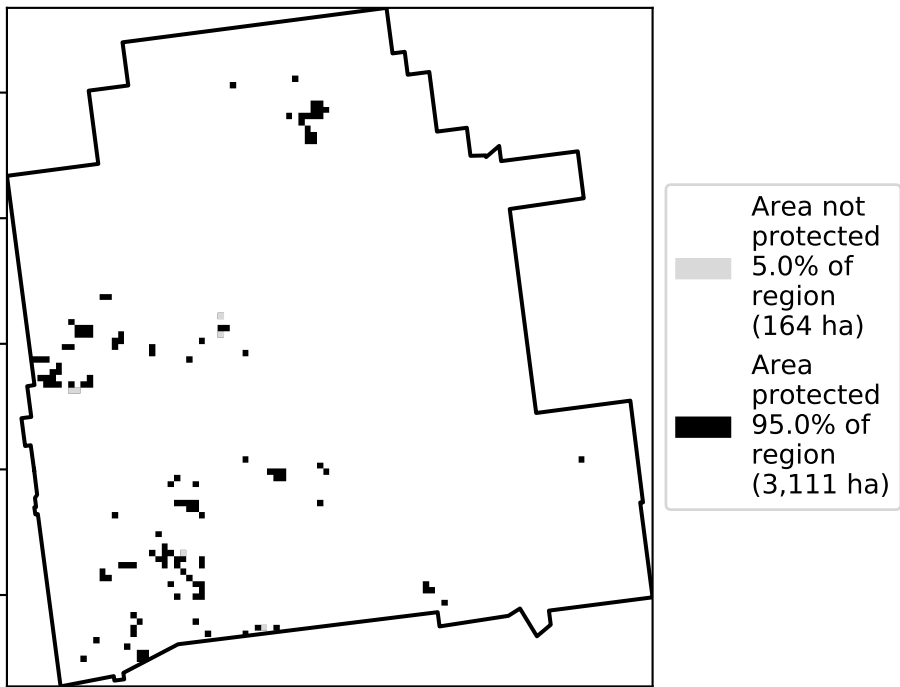 Area not
protected
5.0% of
region
(164 ha)
Area
protected
95.0% of
region
(3,111 ha)